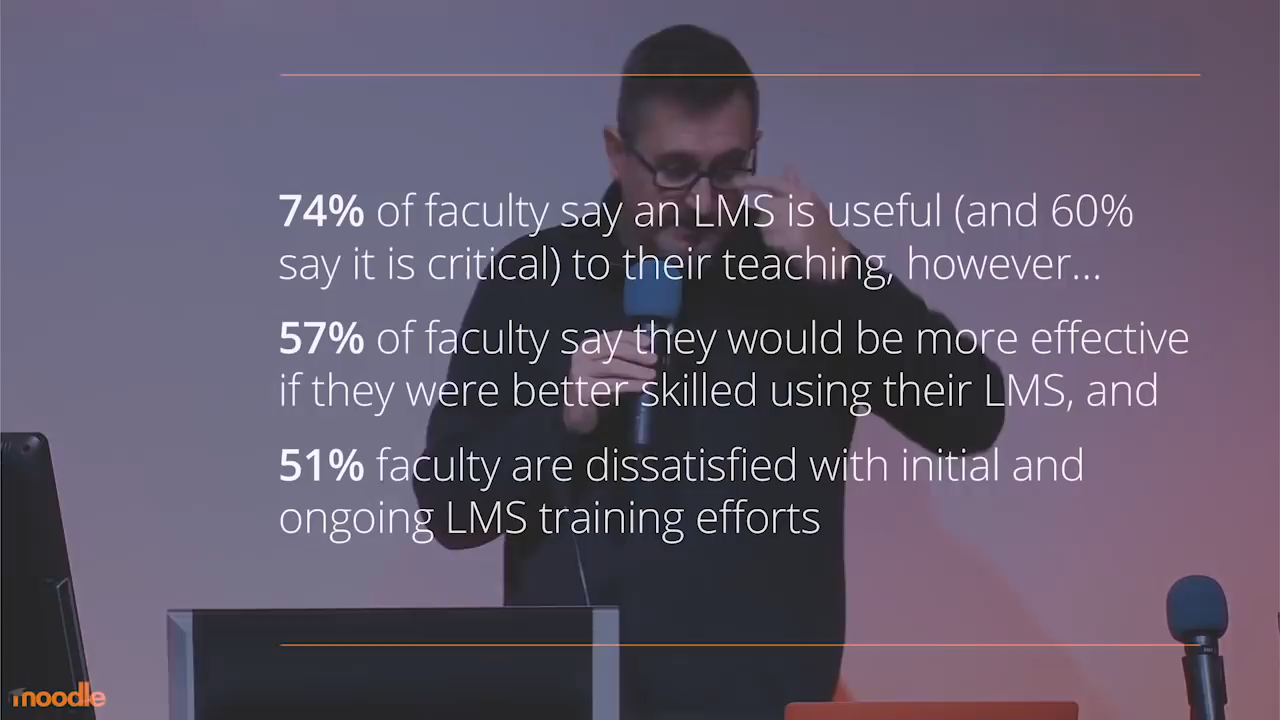 74% of faculty say an LMS is useful (and 60%
say it is critical) to their teaching, however...
57% of faculty say they would be more effective
if they were better skilled using their LMS, and
51% faculty are dissatisfied with initial and
ongoing LMS training efforts
moodle